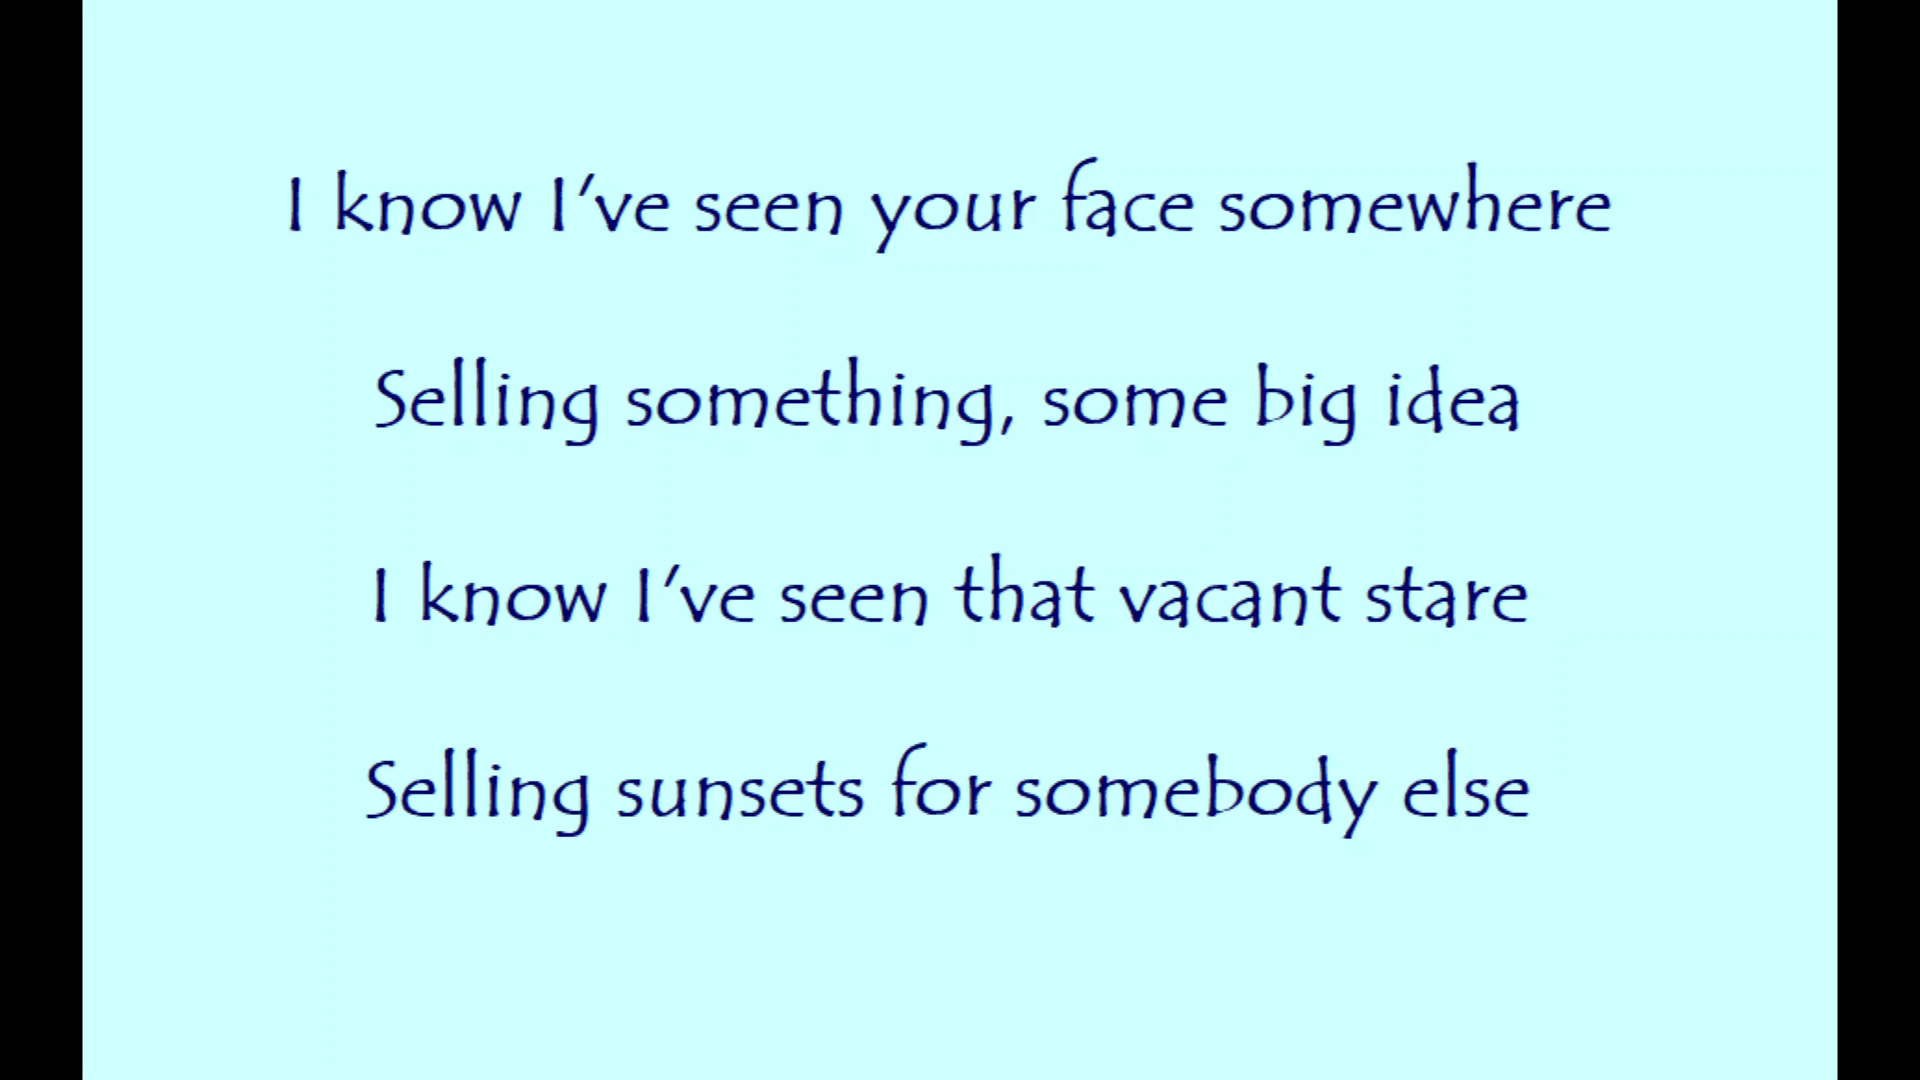 I know I've seen your face somewhere
Selling something, some big idea
I know I've seen that vacant stare
Selling sunsets for somebody else